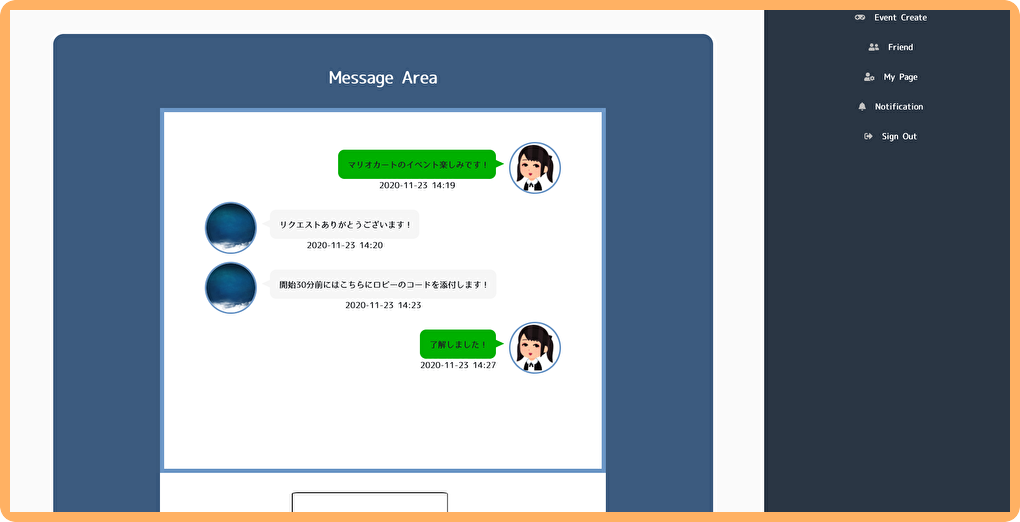 Event Create
Friend
My Page
Notification
Sign Out
Message Area
マリオカートのイベント楽しみです！
2020-11-23 14:19
リクエストありがとうございます！
2020-11-23 14:20
開始30分前にはこちらにロビーのコードを添付します！
2020-11-23 14:23
了解しました！
2020-11-23 14:27